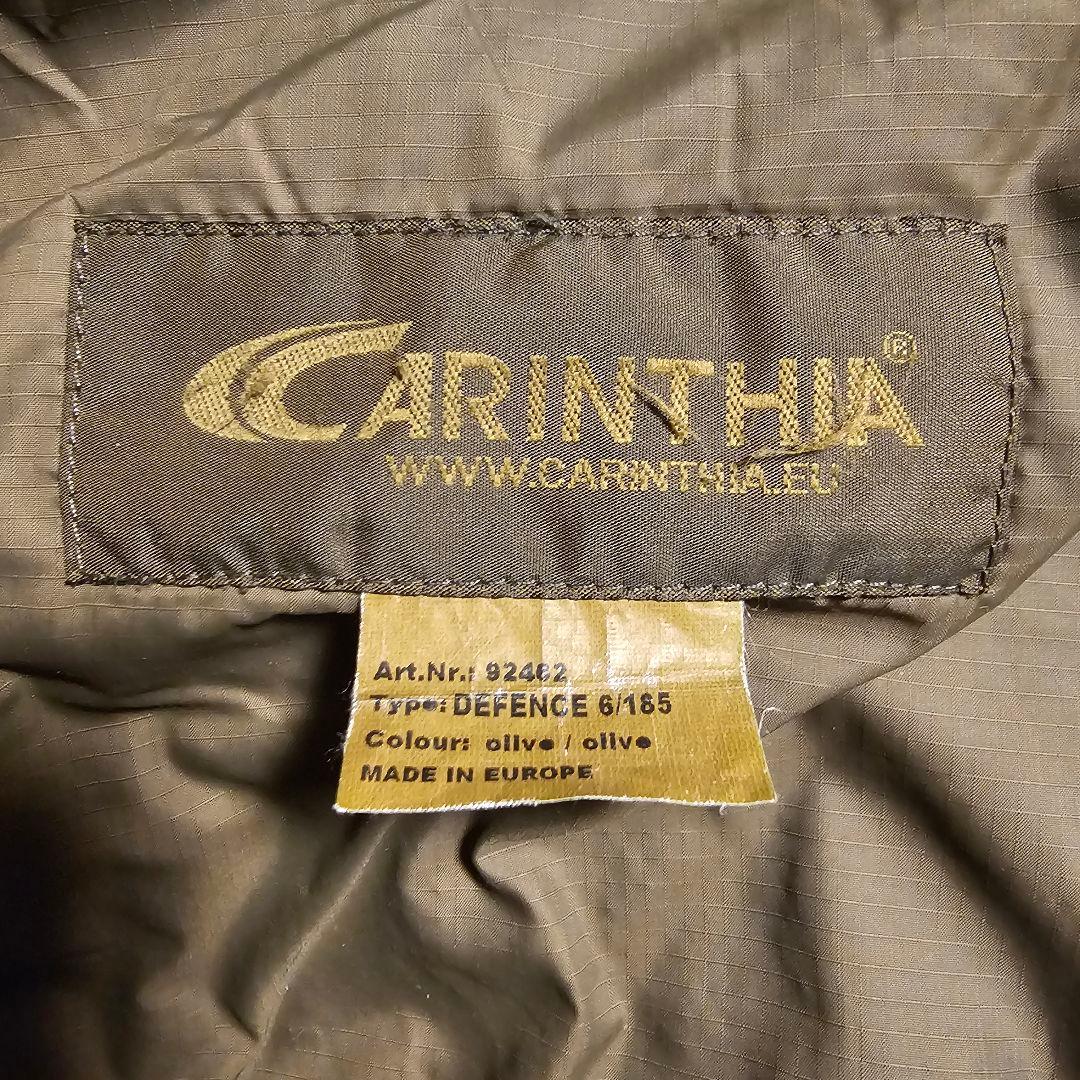 CARINTHIA®
WWW.CARINTHIA.EU
Art.Nr.: 92462
Type: DEFENCE 6/185
Colour: olive / olive
MADE IN EUROPE